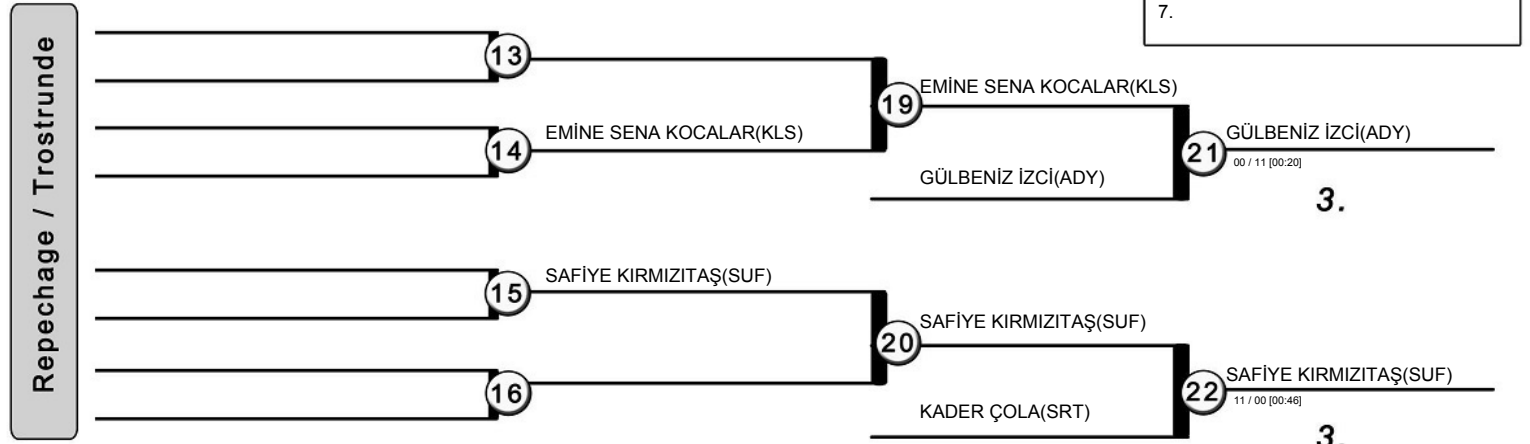 7.
Repechage / Trostrunde
13
19
EMİNE SENA KOCALAR(KLS)
EMİNE SENA KOCALAR(KLS)
14
GÜLBENİZ İZCİ(ADY)
21
GÜLBENİZ İZCİ(ADY)
00 / 11 [00:20]
3.
SAFİYE KIRMIZITAŞ(SUF)
15
SAFİYE KIRMIZITAŞ(SUF)
20
16
KADER ÇOLA(SRT)
22
SAFİYE KIRMIZITAŞ(SUF)
11 / 00 [00:46]
3.